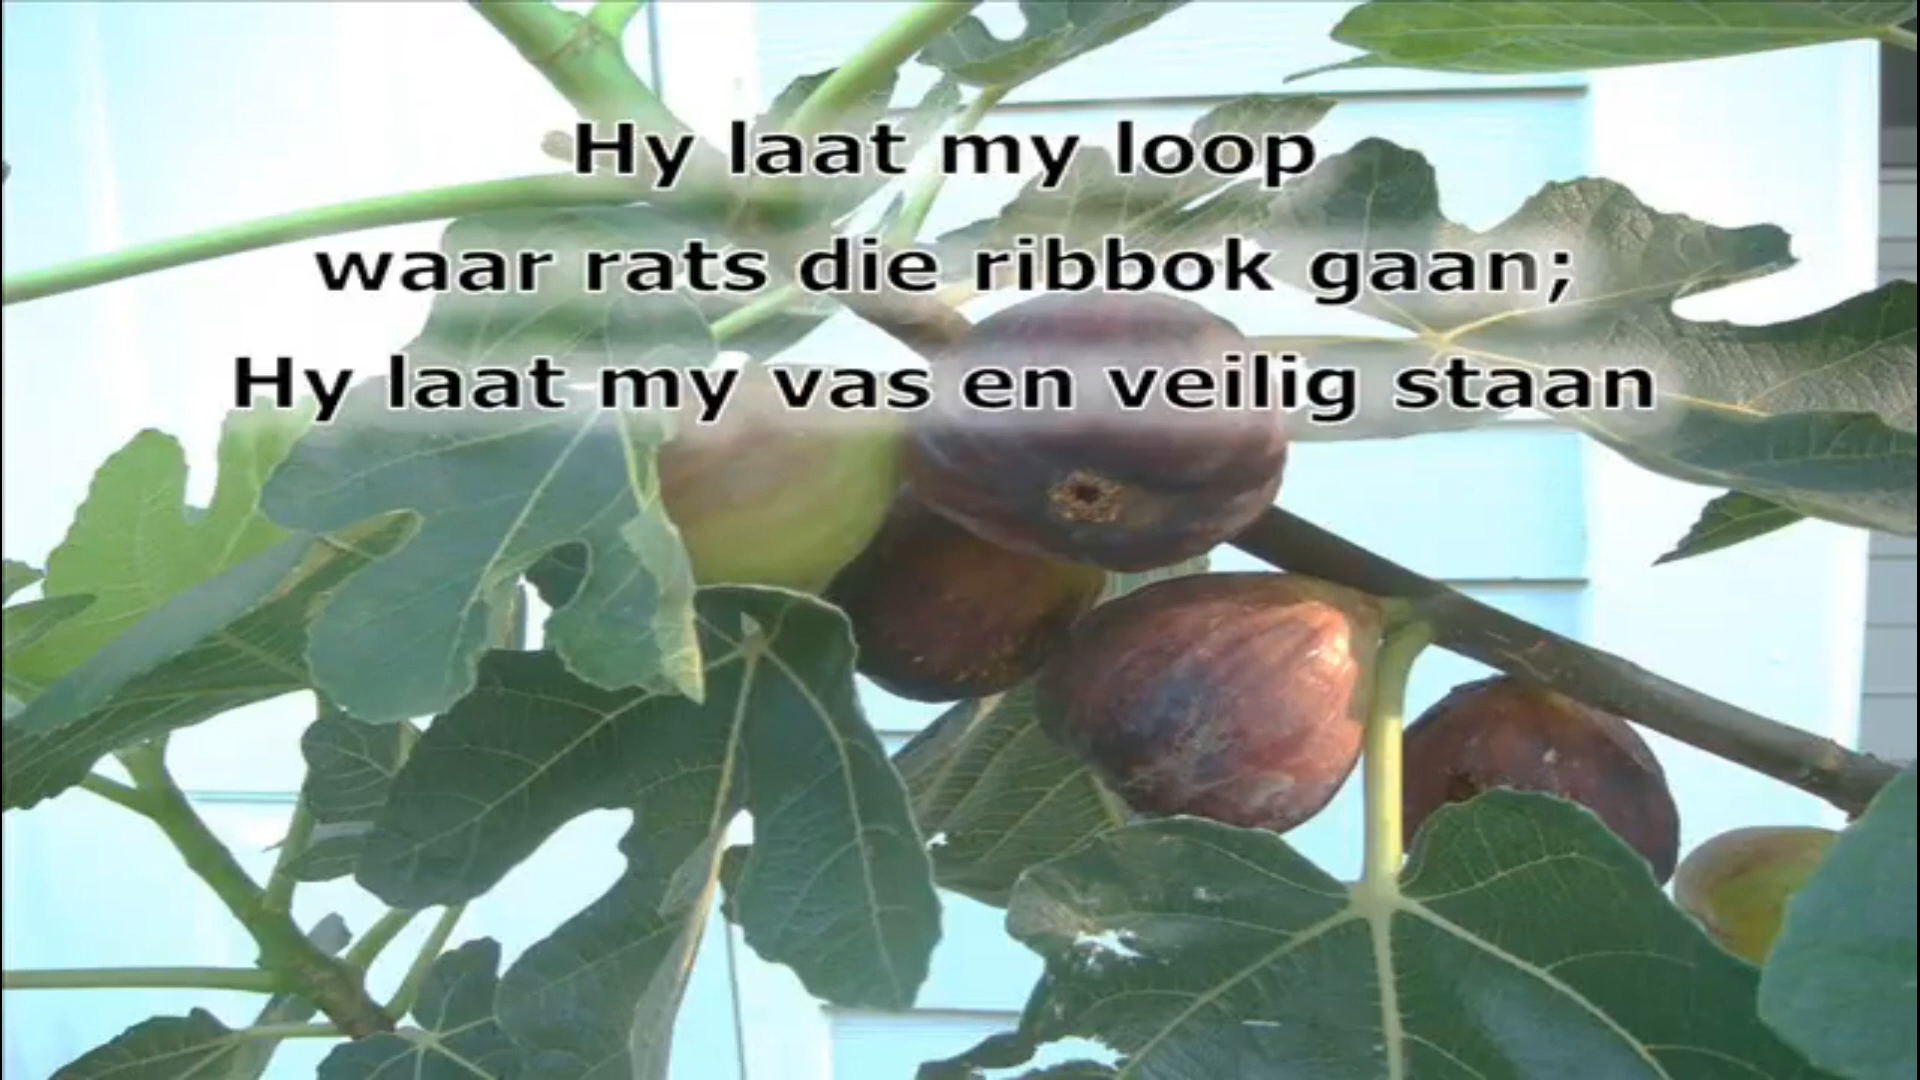 Hy laat my loop
waar rats die ribbok gaan;
Hy laat my vas en veilig staan